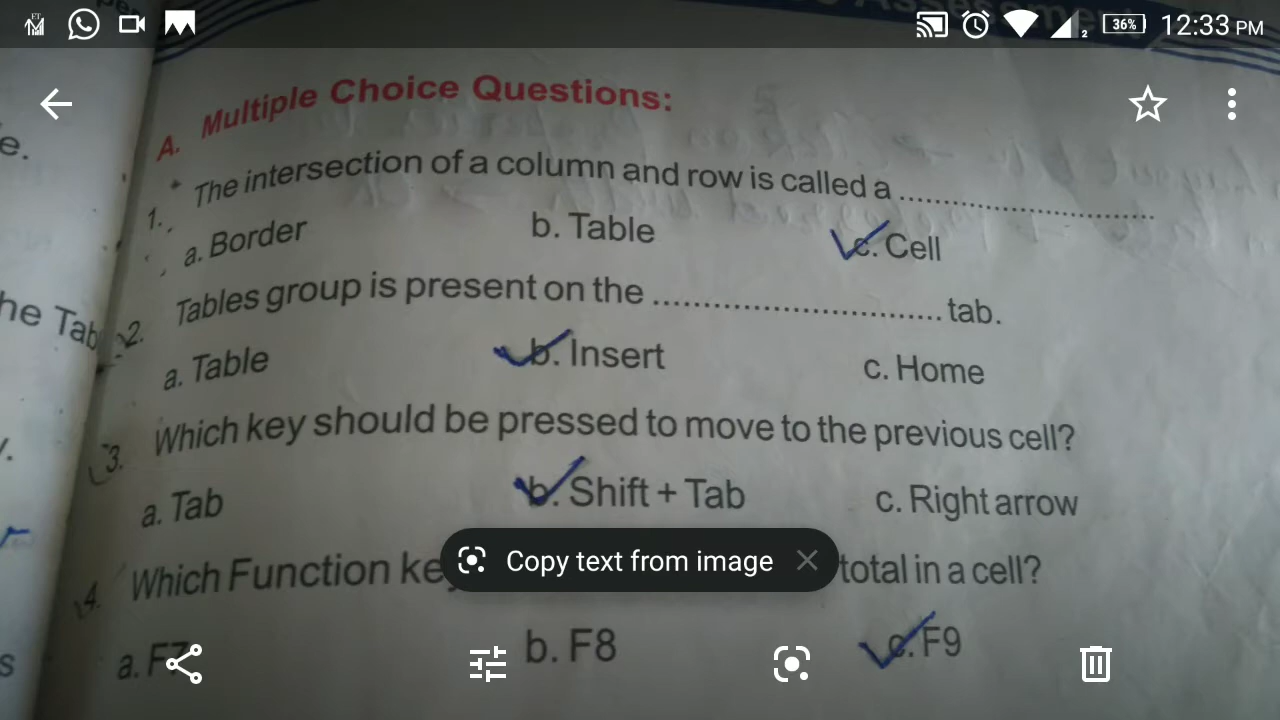 36%
2
12:33 PM
A. Multiple Choice Questions:
1. The intersection of a column and row is called a ..............................
a. Border b. Table c. Cell
2. Tables group is present on the .............................. tab.
a. Table b. Insert c. Home
3. Which key should be pressed to move to the previous cell?
a. Tab b. Shift + Tab c. Right arrow
4. Which Function total in a cell?
a. F7 b. F8 c. F9
Copy text from image
e.
he Tab
s